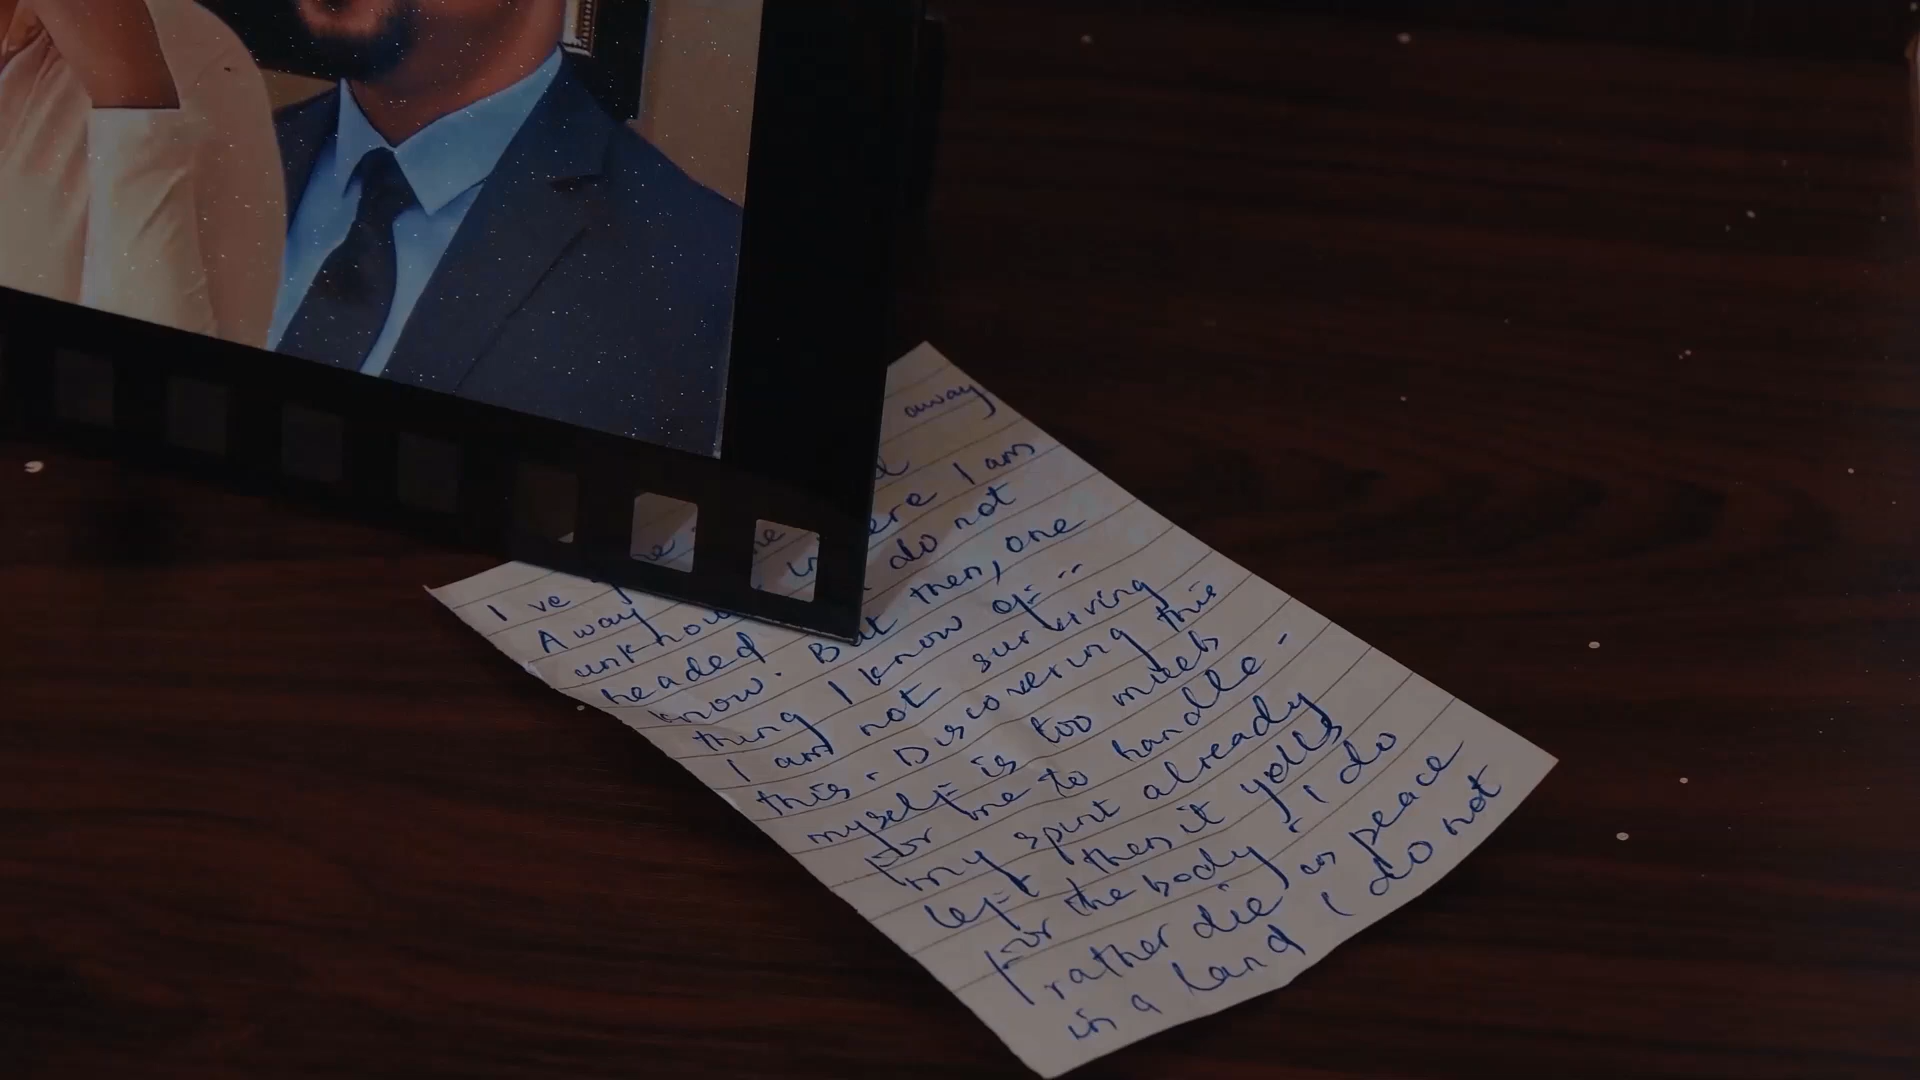 away
I ve
Away
unknow ere I am
headed do not
know. But then, one
thing I know of..
I am not surviving
this. Discovering this
myself is too much
for me to handle.
My spirit already
left then it yells
for the body. I do
rather die in peace
in a land I do not